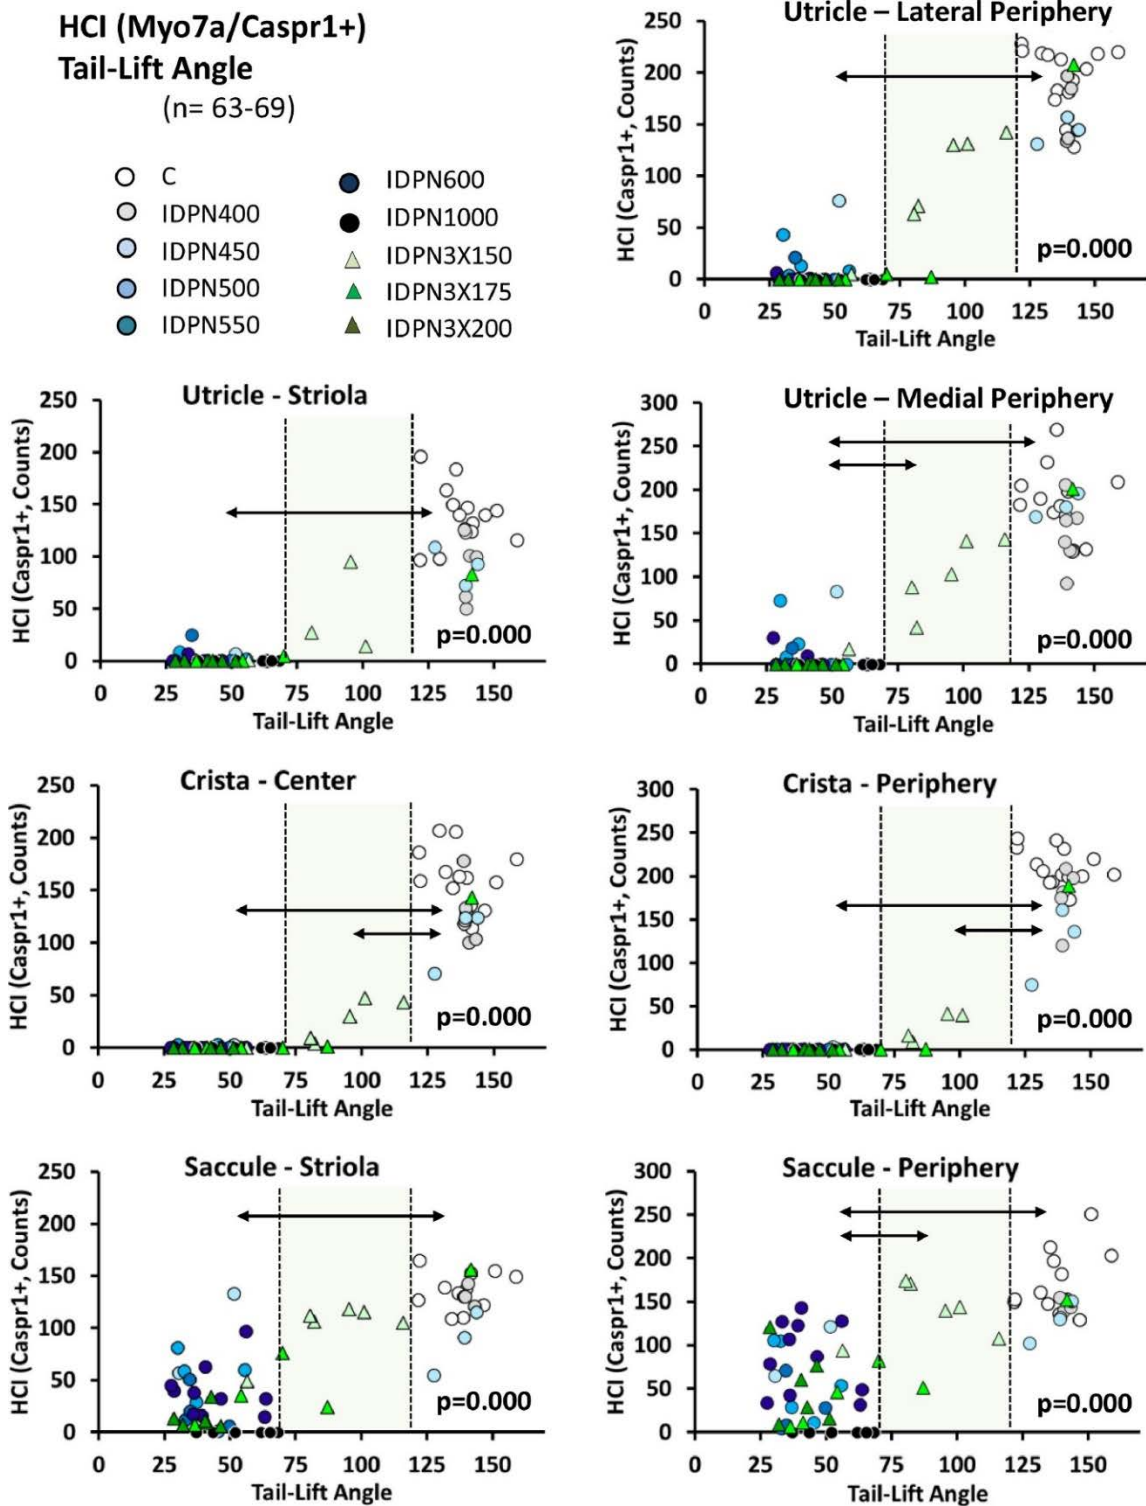 HCI (Myo7a/Caspr1+)
Tail-Lift Angle
(n= 63-69)
C
IDPN400
IDPN450
IDPN500
IDPN550
IDPN600
IDPN1000
IDPN3X150
IDPN3X175
IDPN3X200
Utricle – Lateral Periphery
HCI (Caspr1+, Counts)
250
200
150
100
50
0
p=0.000
0 25 50 75 100 125 150
Tail-Lift Angle
Utricle - Striola
HCI (Caspr1+, Counts)
250
200
150
100
50
0
p=0.000
0 25 50 75 100 125 150
Tail-Lift Angle
Utricle – Medial Periphery
HCI (Caspr1+, Counts)
300
250
200
150
100
50
0
p=0.000
0 25 50 75 100 125 150
Tail-Lift Angle
Crista - Center
HCI (Caspr1+, Counts)
250
200
150
100
50
0
p=0.000
0 25 50 75 100 125 150
Tail-Lift Angle
Crista - Periphery
HCI (Caspr1+, Counts)
300
250
200
150
100
50
0
p=0.000
0 25 50 75 100 125 150
Tail-Lift Angle
Saccule - Striola
HCI (Caspr1+, Counts)
250
200
150
100
50
0
p=0.000
0 25 50 75 100 125 150
Tail-Lift Angle
Saccule - Periphery
HCI (Caspr1+, Counts)
300
250
200
150
100
50
0
p=0.000
0 25 50 75 100 125 150
Tail-Lift Angle